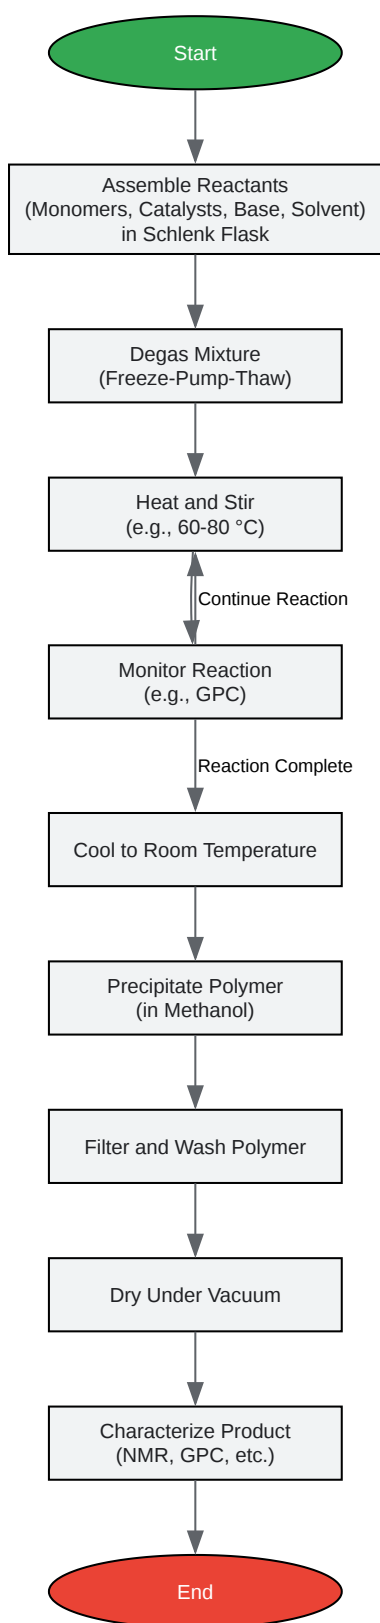 Start
Assemble Reactants
(Monomers, Catalysts, Base, Solvent)
in Schlenk Flask
Degas Mixture
(Freeze-Pump-Thaw)
Heat and Stir
(e.g., 60-80 °C)
Continue Reaction
Monitor Reaction
(e.g., GPC)
Reaction Complete
Cool to Room Temperature
Precipitate Polymer
(in Methanol)
Filter and Wash Polymer
Dry Under Vacuum
Characterize Product
(NMR, GPC, etc.)
End